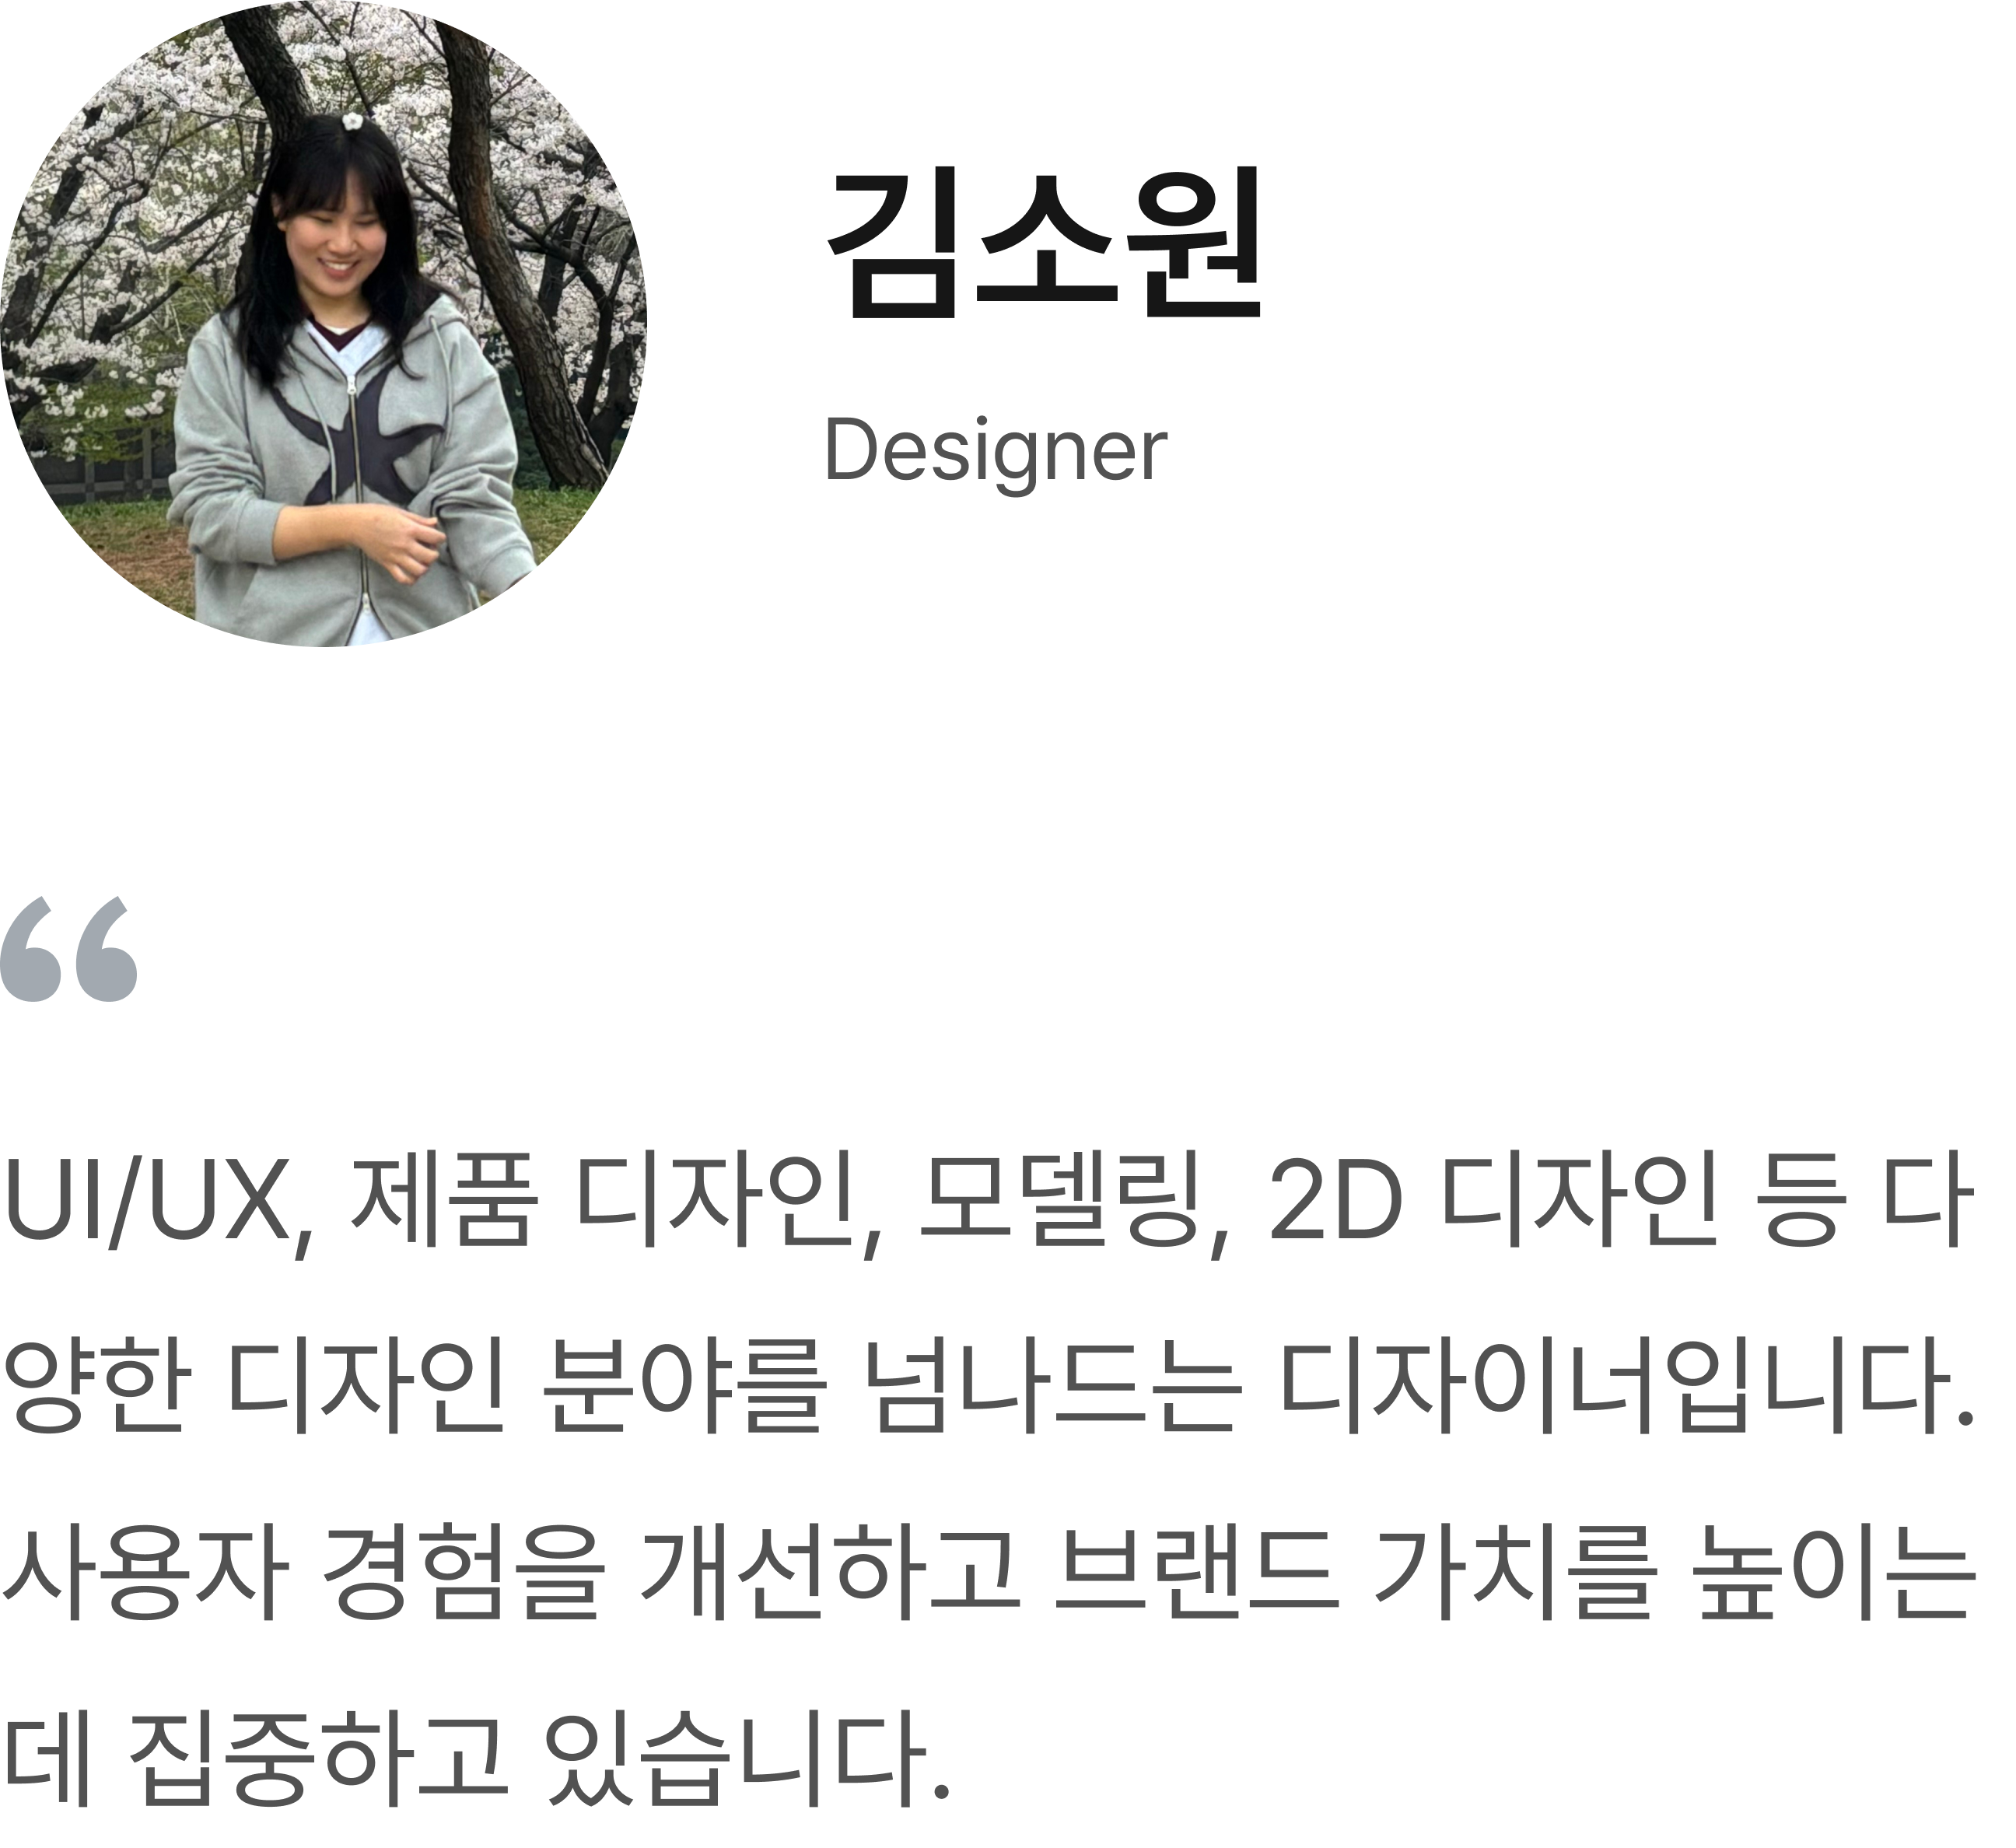 김소원
Designer
“
UI/UX, 제품 디자인, 모델링, 2D 디자인 등 다
양한 디자인 분야를 넘나드는 디자이너입니다.
사용자 경험을 개선하고 브랜드 가치를 높이는
데 집중하고 있습니다.